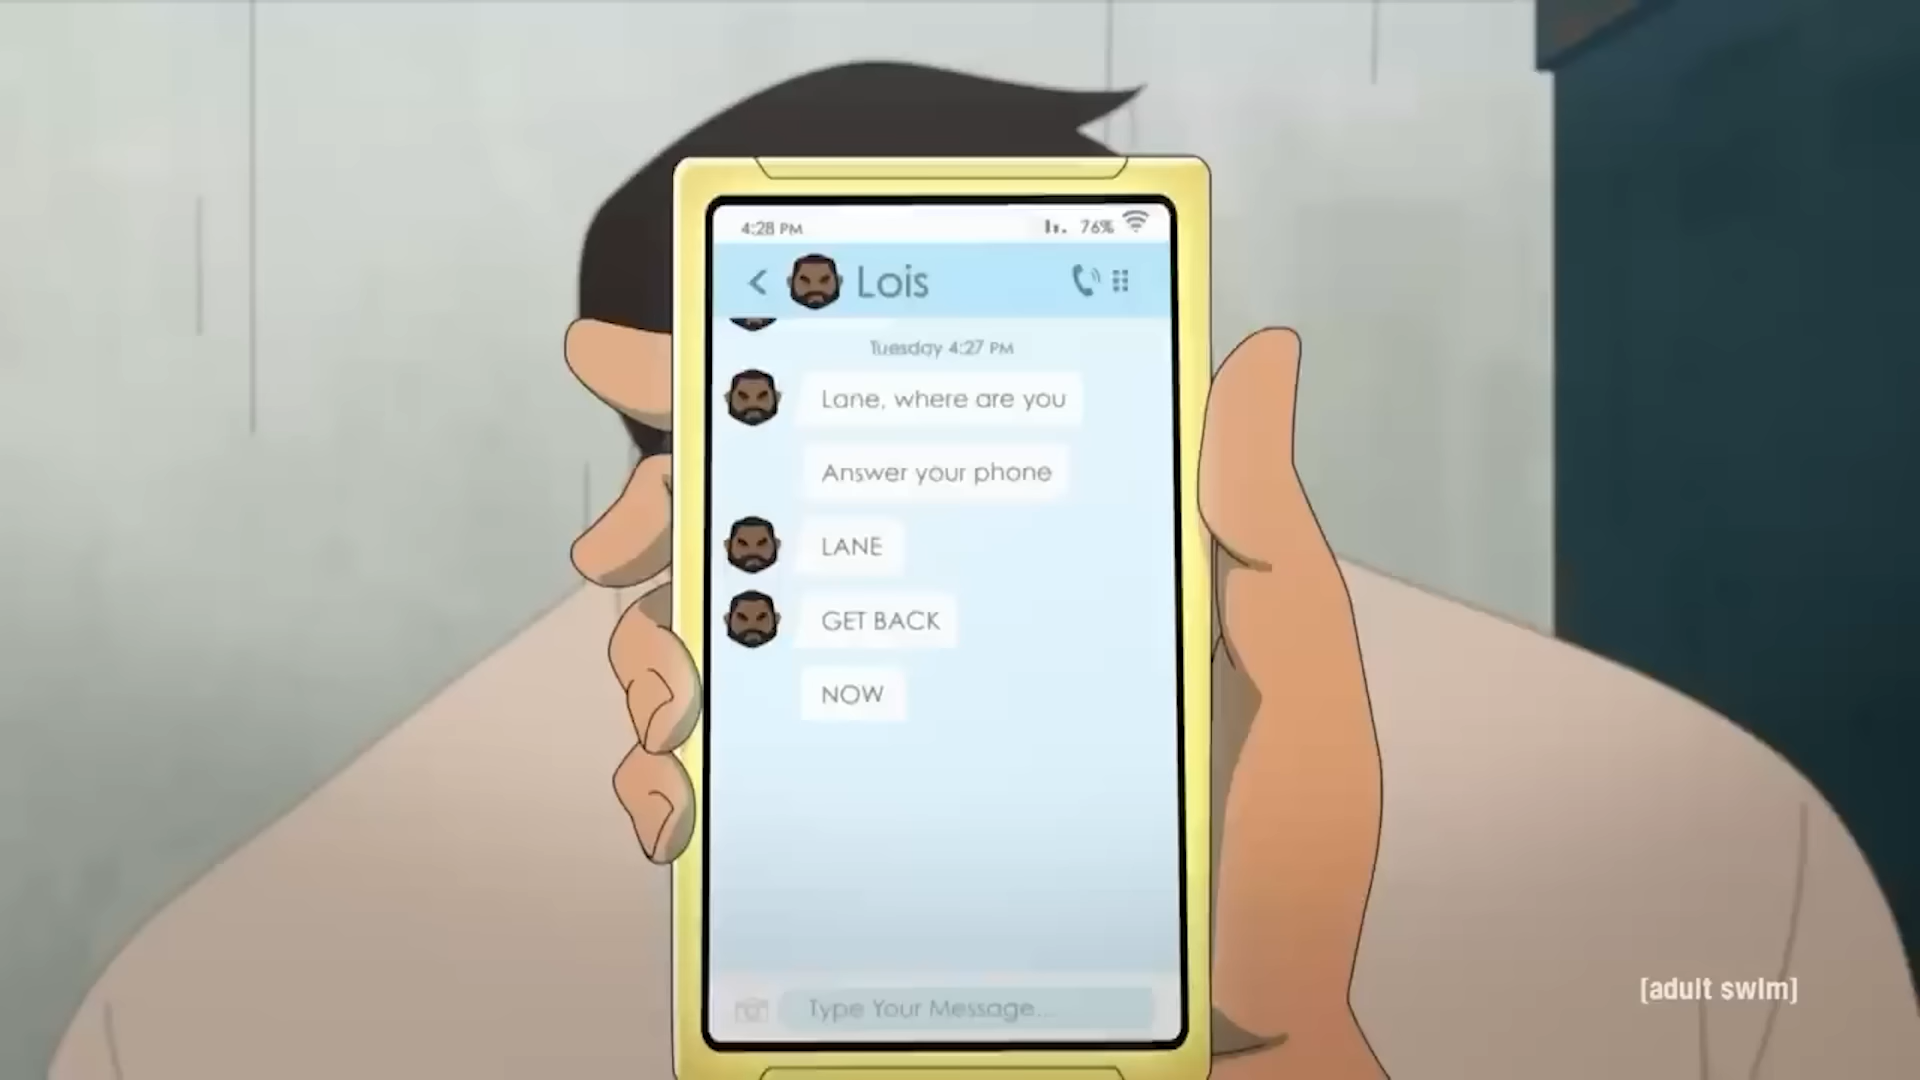 4:28 PM
76%
Lois
Tuesday 4:27 PM
Lane, where are you
Answer your phone
LANE
GET BACK
NOW
Type Your Message...
[adult swim]